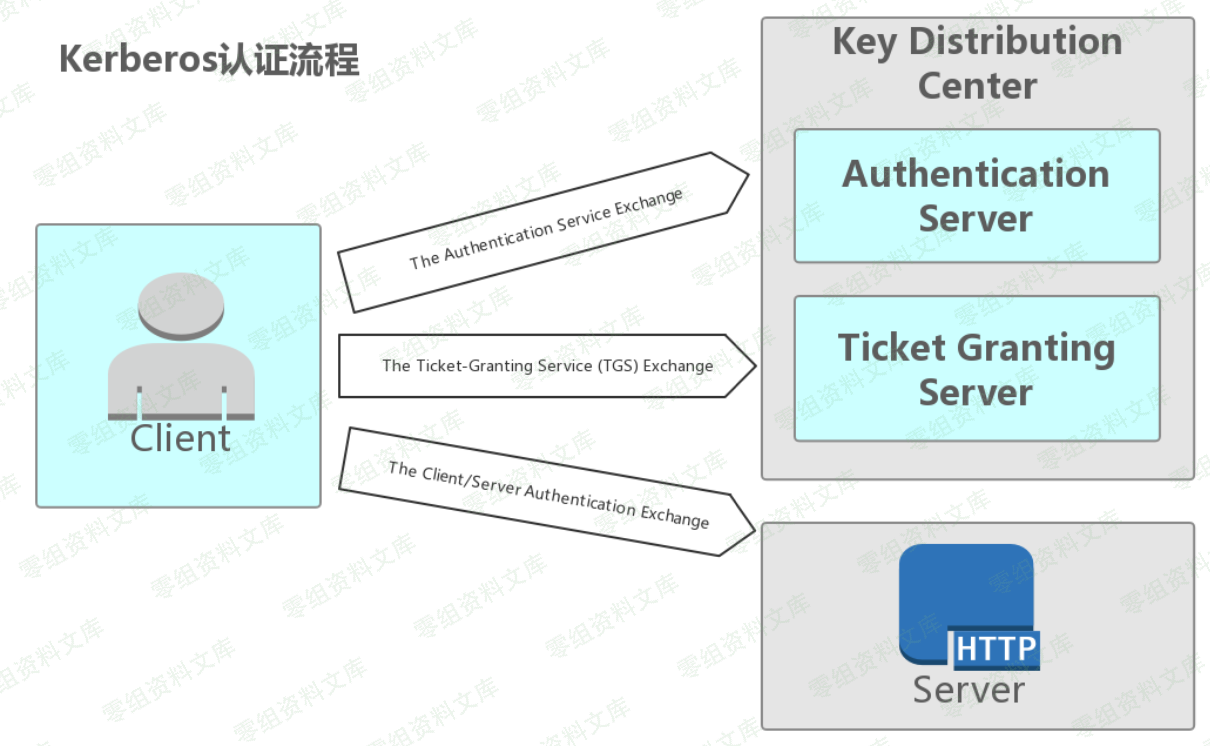 Kerberos认证流程
Key Distribution
Center
Authentication
Server
The Authentication Service Exchange
Ticket Granting
Server
The Ticket-Granting Service (TGS) Exchange
Client
The Client/Server Authentication Exchange
HTTP
Server
零组资料文库